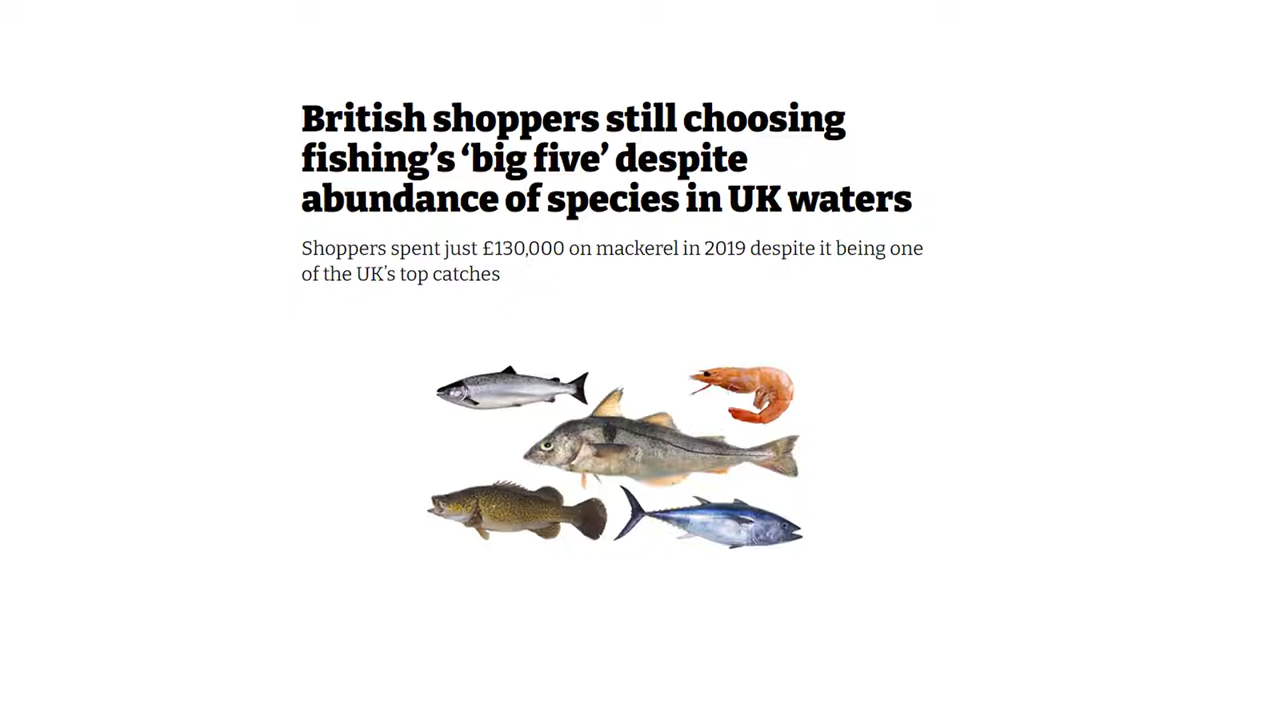 British shoppers still choosing
fishing’s ‘big five’ despite
abundance of species in UK waters
Shoppers spent just £130,000 on mackerel in 2019 despite it being one
of the UK’s top catches